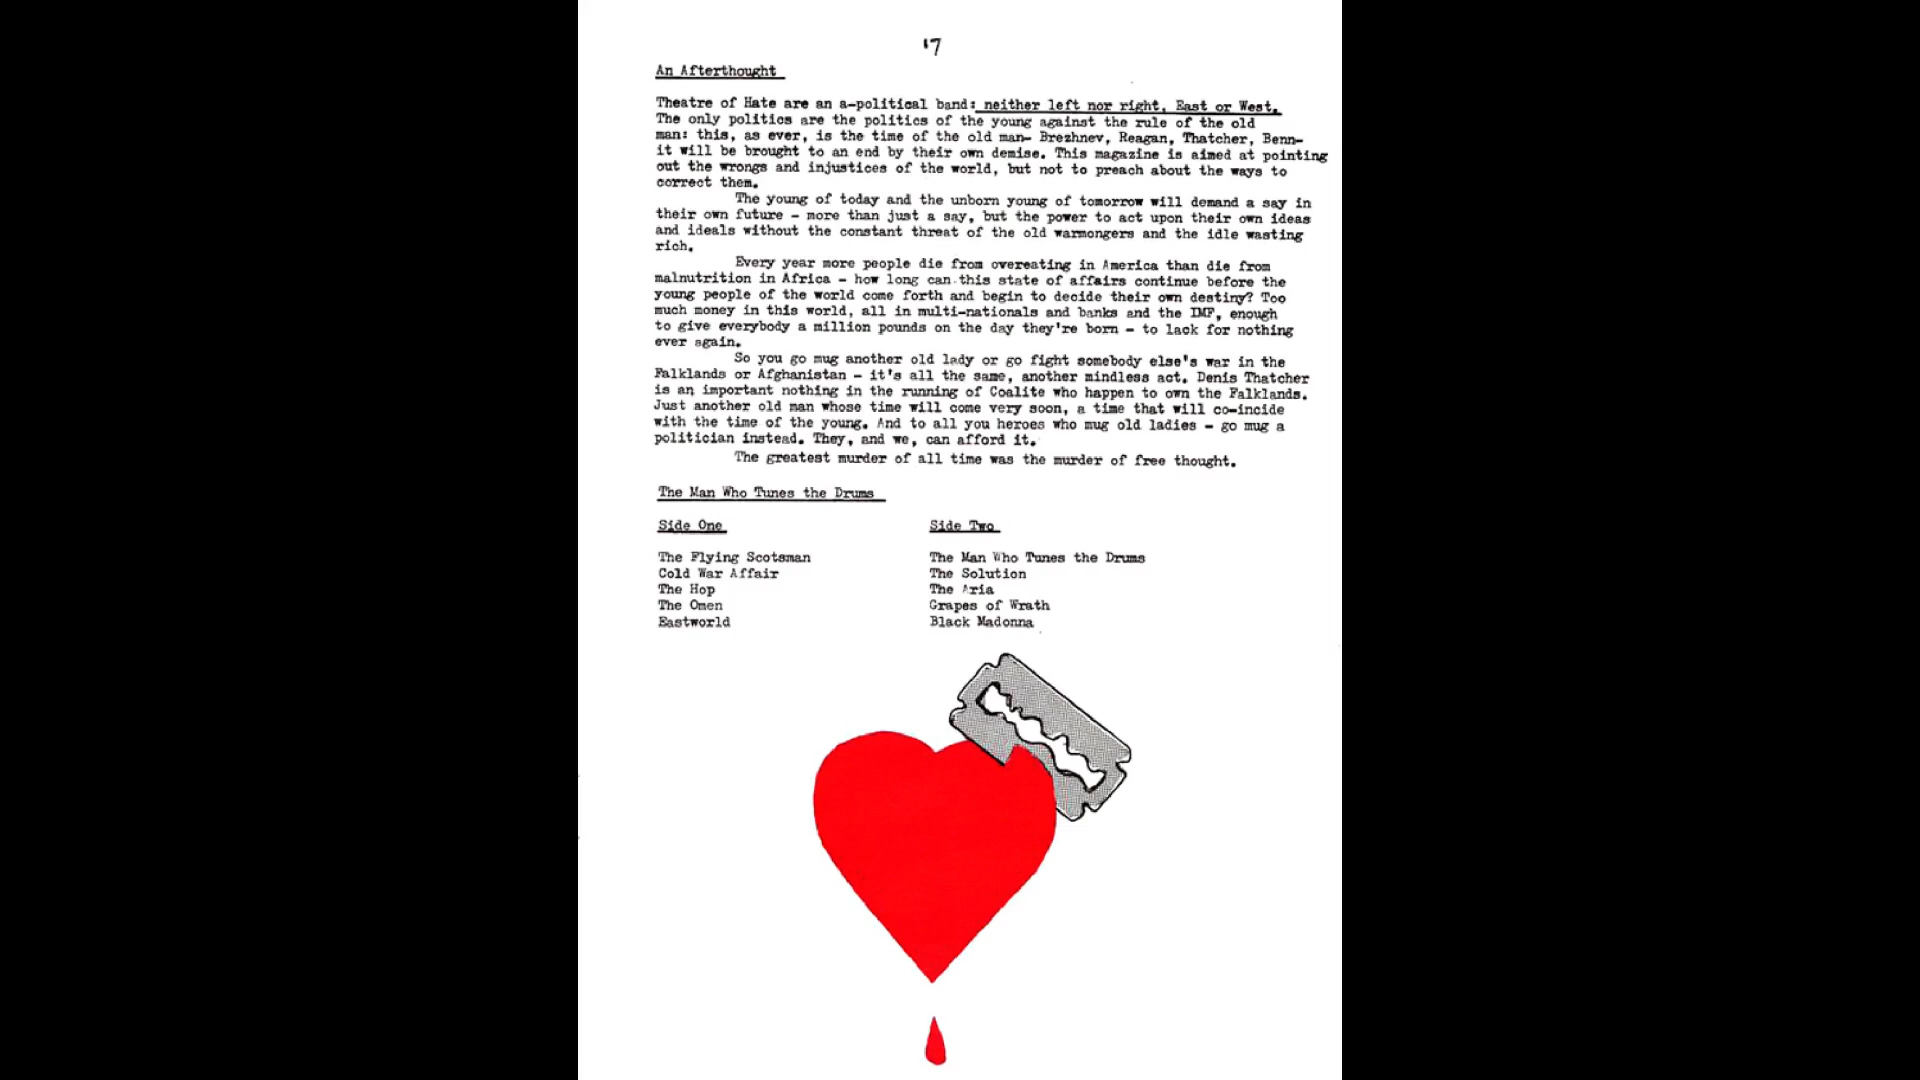 '7
An Afterthought
Theatre of Hate are an a-political band: neither left nor right, East or West.
The only politics are the politics of the young against the rule of the old
man: this, as ever, is the time of the old man- Brezhnev, Reagan, Thatcher, Benn-
it will be brought to an end by their own demise. This magazine is aimed at pointing
out the wrongs and injustices of the world, but not to preach about the ways to
correct them.
The young of today and the unborn young of tomorrow will demand a say in
their own future - more than just a say, but the power to act upon their own ideas
and ideals without the constant threat of the old warmongers and the idle wasting
rich.
Every year more people die from overeating in America than die from
malnutrition in Africa - how long can this state of affairs continue before the
young people of the world come forth and begin to decide their own destiny? Too
much money in this world, all in multi-nationals and banks and the IMF, enough
to give everybody a million pounds on the day they're born - to lack for nothing
ever again.
So you go mug another old lady or go fight somebody else's war in the
Falklands or Afghanistan - it's all the same, another mindless act. Denis Thatcher
is an important nothing in the running of Coalite who happen to own the Falklands.
Just another old man whose time will come very soon, a time that will co-incide
with the time of the young. And to all you heroes who mug old ladies - go mug a
politician instead. They, and we, can afford it.
The greatest murder of all time was the murder of free thought.
The Man Who Tunes the Drums
Side One
The Flying Scotsman
Cold War Affair
The Hop
The Omen
Eastworld
Side Two
The Man Who Tunes the Drums
The Solution
The Aria
Grapes of Wrath
Black Madonna